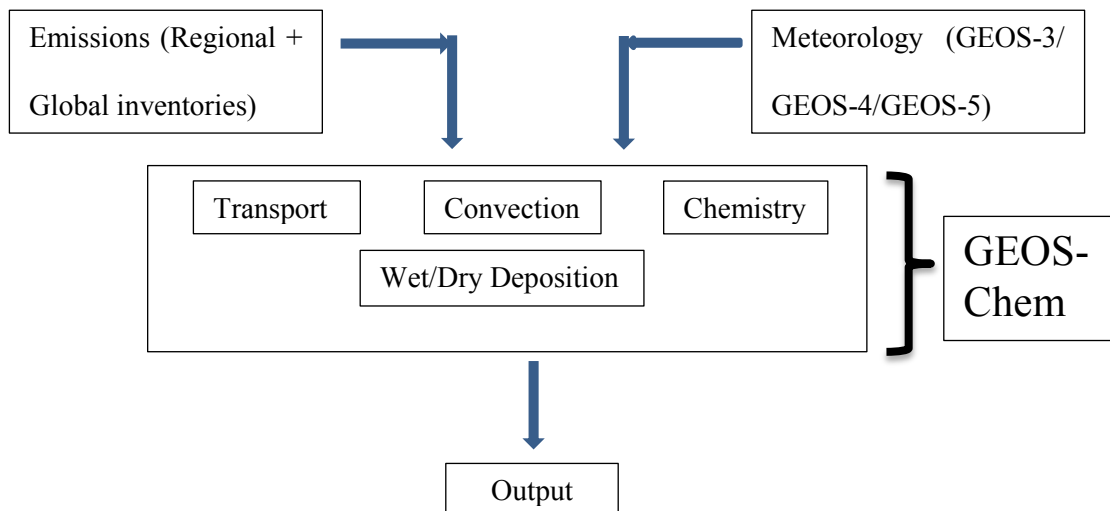 Emissions (Regional +
Global inventories)
Meteorology (GEOS-3/
GEOS-4/GEOS-5)
Transport
Convection
Chemistry
Wet/Dry Deposition
GEOS-
Chem
Output